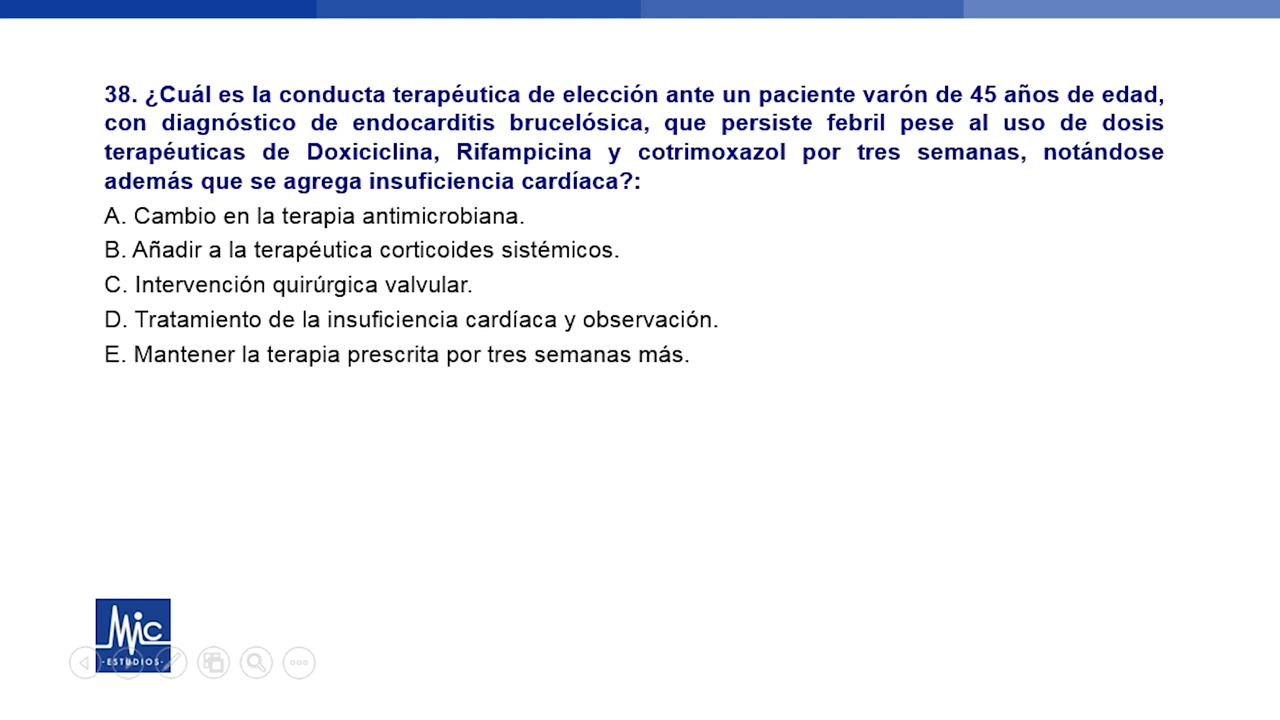 38. ¿Cuál es la conducta terapéutica de elección ante un paciente varón de 45 años de edad,
con diagnóstico de endocarditis brucelósica, que persiste febril pese al uso de dosis
terapéuticas de Doxiciclina, Rifampicina y cotrimoxazol por tres semanas, notándose
además que se agrega insuficiencia cardíaca?:
A. Cambio en la terapia antimicrobiana.
B. Añadir a la terapéutica corticoides sistémicos.
C. Intervención quirúrgica valvular.
D. Tratamiento de la insuficiencia cardíaca y observación.
E. Mantener la terapia prescrita por tres semanas más.
Mic
-ESTUDIOS-